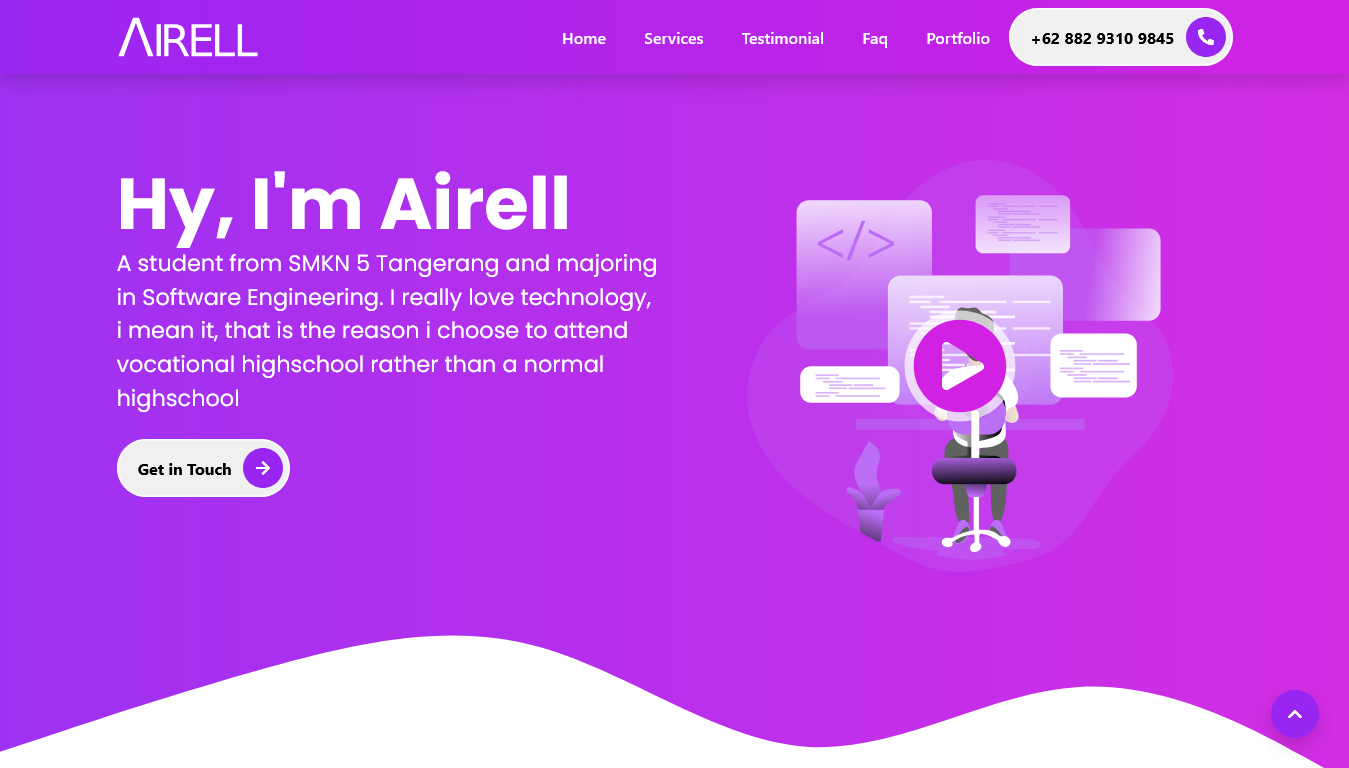 AIRELL
Home Services Testimonial Faq Portfolio +62 882 9310 9845
Hy, I'm Airell
A student from SMKN 5 Tangerang and majoring
in Software Engineering. I really love technology,
i mean it, that is the reason i choose to attend
vocational highschool rather than a normal
highschool
Get in Touch
</>